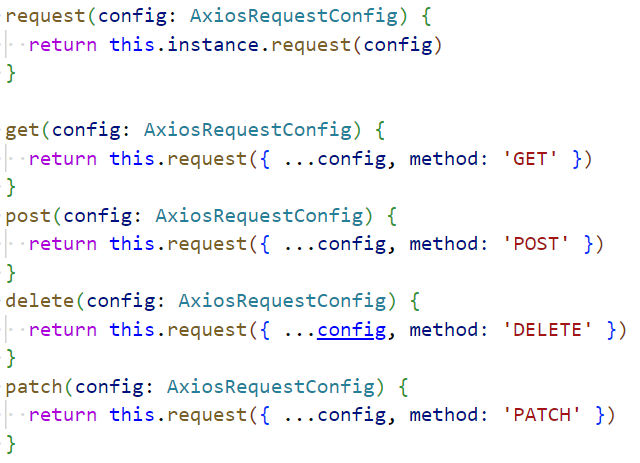 request(config: AxiosRequestConfig) {
  return this.instance.request(config)
}

get(config: AxiosRequestConfig) {
  return this.request({ ...config, method: 'GET' })
}
post(config: AxiosRequestConfig) {
  return this.request({ ...config, method: 'POST' })
}
delete(config: AxiosRequestConfig) {
  return this.request({ ...config, method: 'DELETE' })
}
patch(config: AxiosRequestConfig) {
  return this.request({ ...config, method: 'PATCH' })
}